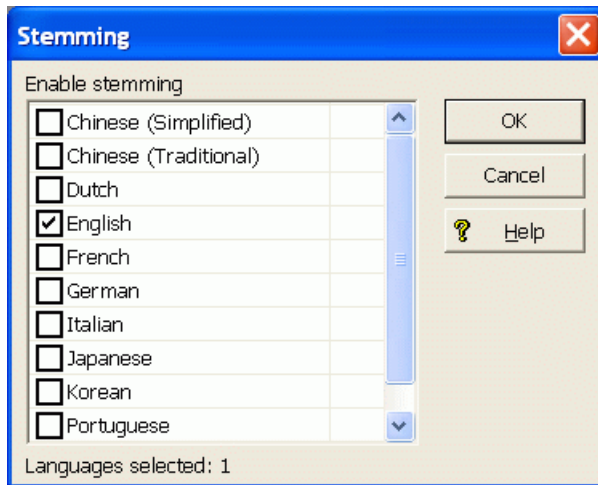 Stemming
Enable stemming
Chinese (Simplified)
Chinese (Traditional)
Dutch
English
French
German
Italian
Japanese
Korean
Portuguese
Languages selected: 1
OK
Cancel
? Help